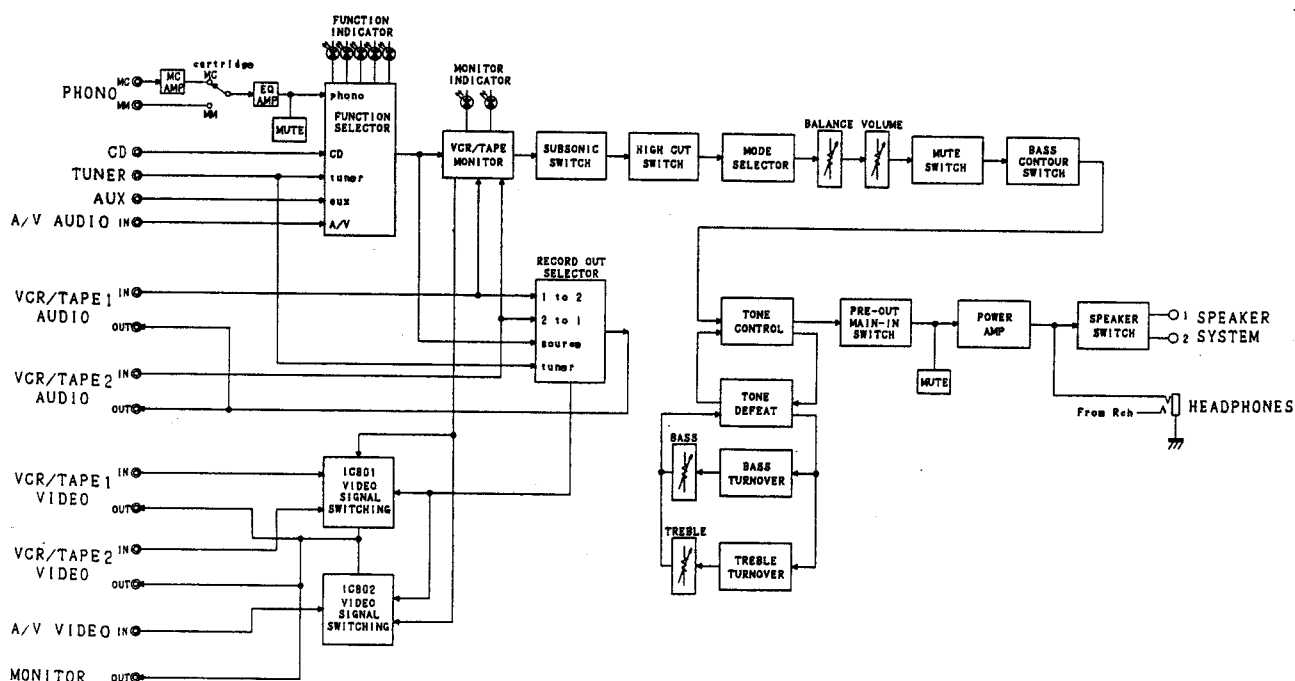 FUNCTION
INDICATOR
cartridge
MC
MC
MC
AMP
PHONO
MM
MM
EQ
AMP
MUTE
phono
FUNCTION
SELECTOR
CD
CD
TUNER
tuner
AUX
aux
A/V AUDIO IN
A/V
MONITOR
INDICATOR
VCR/TAPE
MONITOR
SUBSONIC
SWITCH
HIGH CUT
SWITCH
MODE
SELECTOR
BALANCE VOLUME
MUTE
SWITCH
BASS
CONTOUR
SWITCH
RECORD OUT
SELECTOR
1 to 2
2 to 1
source
tuner
VCR/TAPE1 IN
AUDIO
OUT
VCR/TAPE2 IN
AUDIO
OUT
TONE
CONTROL
PRE-OUT
MAIN-IN
SWITCH
MUTE
POWER
AMP
SPEAKER
SWITCH
1 SPEAKER
2 SYSTEM
From Rch
HEADPHONES
TONE
DEFEAT
BASS
BASS
TURNOVER
TREBLE
TREBLE
TURNOVER
VCR/TAPE1 IN
VIDEO
OUT
IC801
VIDEO
SIGNAL
SWITCHING
VCR/TAPE2 IN
VIDEO
OUT
IC802
VIDEO
SIGNAL
SWITCHING
A/V VIDEO IN
MONITOR OUT